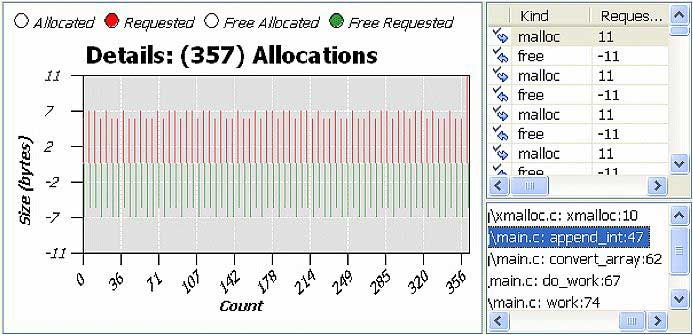 Allocated Requested Free Allocated Free Requested
Details: (357) Allocations
Size (bytes)
11
7
2
-2
-7
-11
0 36 71 107 142 178 214 249 285 320 356
Count
Kind Reques...
malloc 11
free -11
malloc 11
free -11
malloc 11
free -11
malloc 11
free -11
\xmalloc.c: xmalloc:10
\main.c: append_int:47
\main.c: convert_array:62
main.c: do_work:67
\main.c: work:74